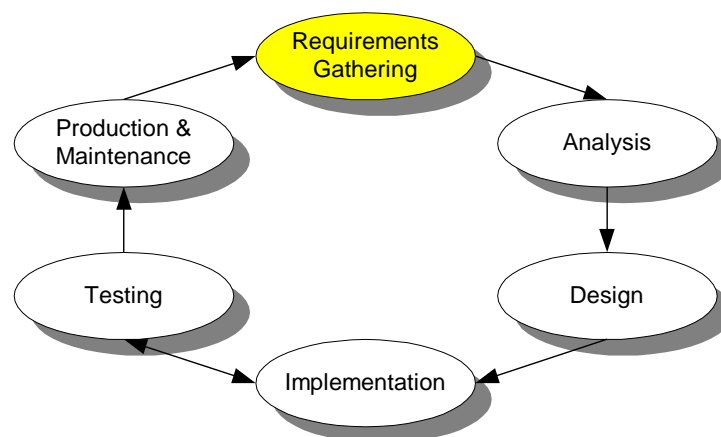 Requirements
Gathering
Production &
Maintenance
Analysis
Testing
Design
Implementation